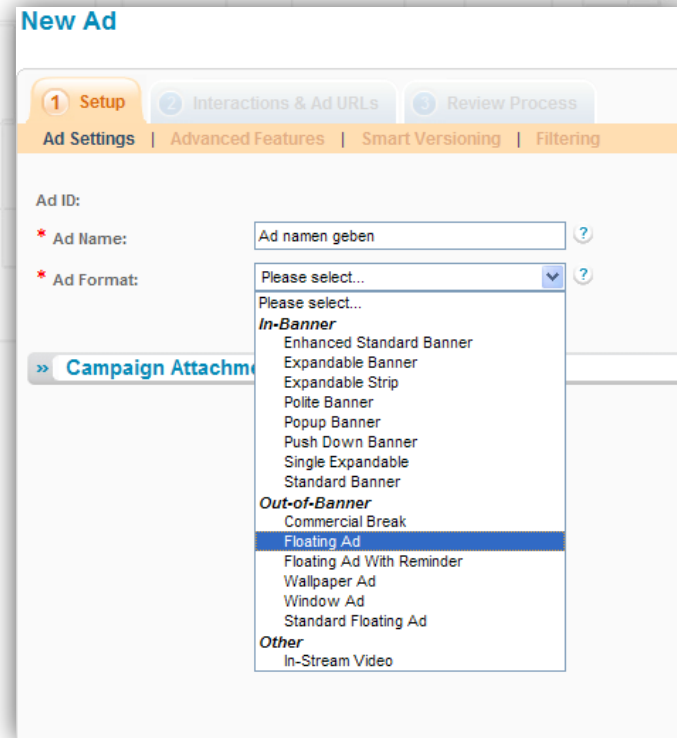 New Ad
1 Setup 2 Interactions & Ad URLs 3 Review Process
Ad Settings | Advanced Features | Smart Versioning | Filtering
Ad ID:
* Ad Name: Ad namen geben ?
* Ad Format: Please select... ?
Please select...
In-Banner
Enhanced Standard Banner
Expandable Banner
Expandable Strip
» Campaign Attachme
Polite Banner
Popup Banner
Push Down Banner
Single Expandable
Standard Banner
Out-of-Banner
Commercial Break
Floating Ad
Floating Ad With Reminder
Wallpaper Ad
Window Ad
Standard Floating Ad
Other
In-Stream Video